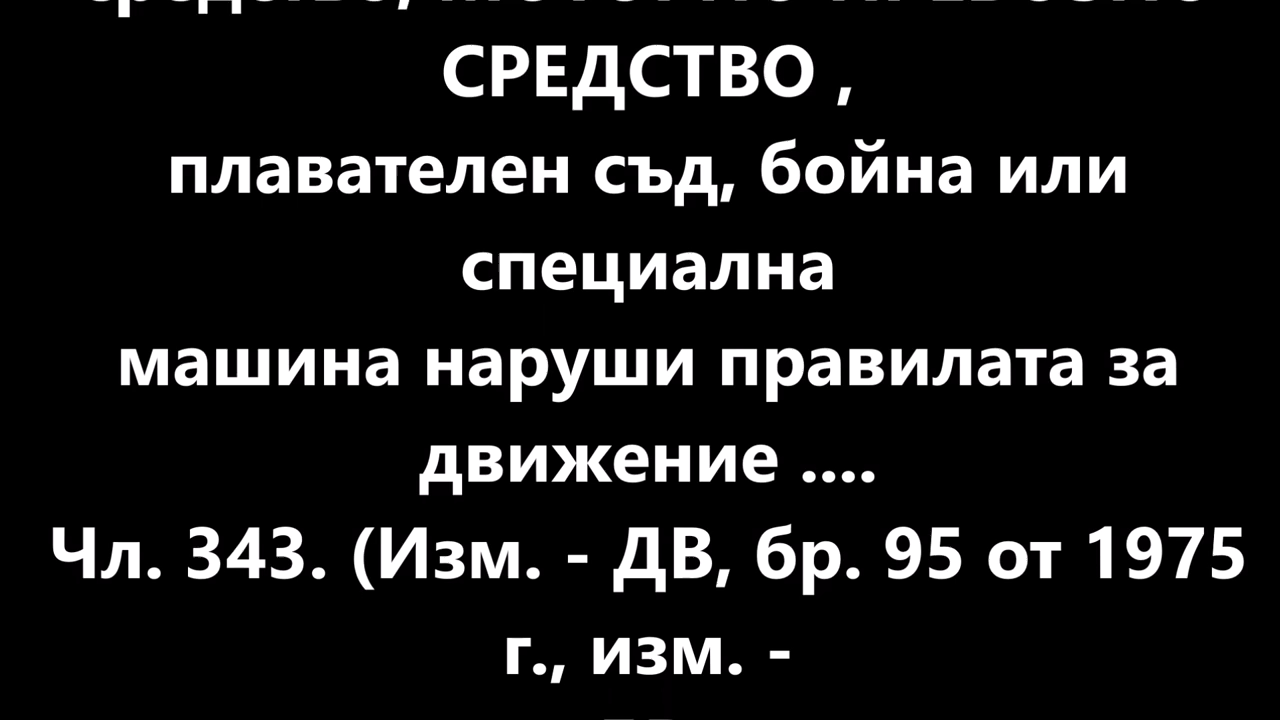 СРЕДСТВО ,
плавателен съд, бойна или
специална
машина наруши правилата за
движение ....
Чл. 343. (Изм. - ДВ, бр. 95 от 1975
г., изм. -